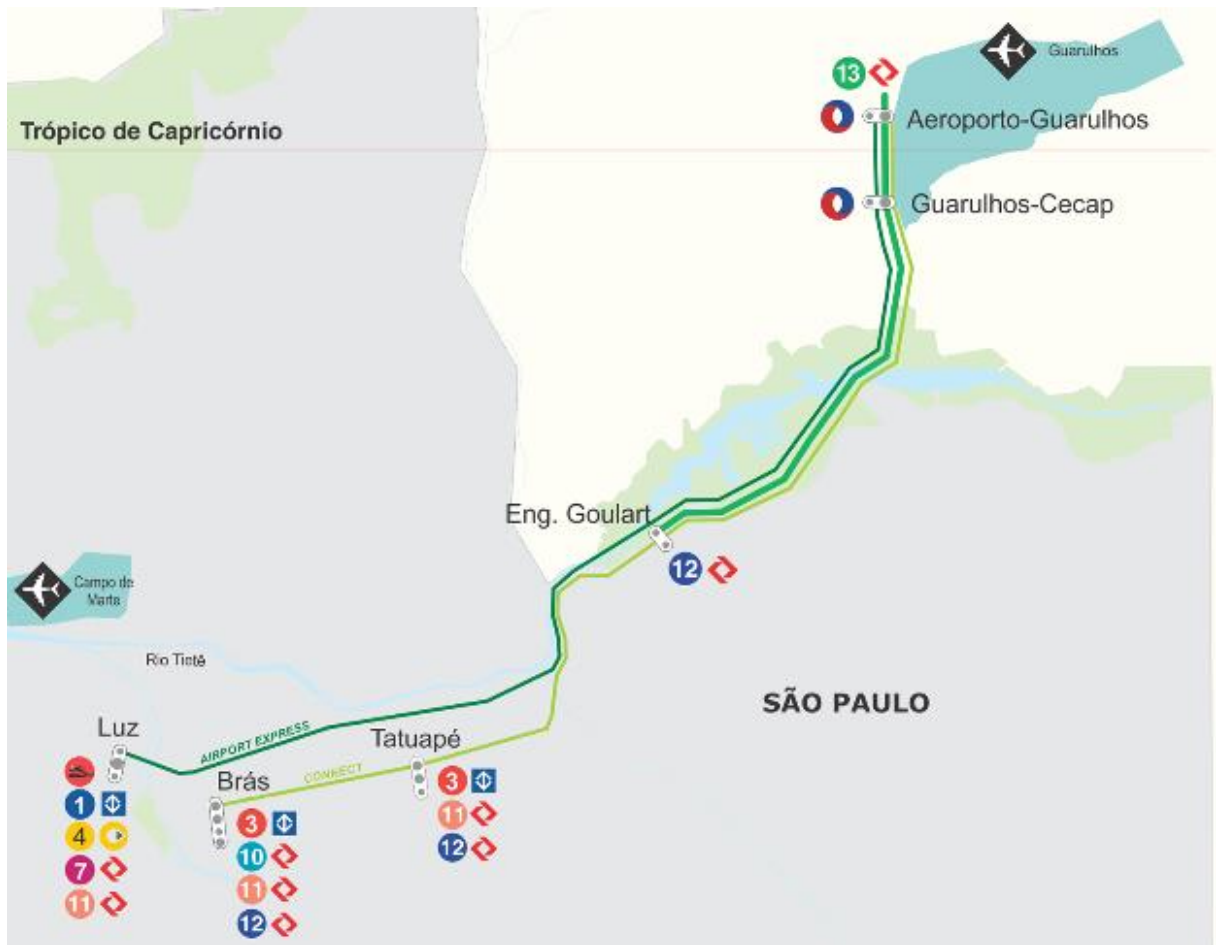 Guarulhos
13
Aeroporto-Guarulhos
Trópico de Capricórnio
Guarulhos-Cecap
Eng. Goulart
12
Campo de
Marte
Rio Tietê
SÃO PAULO
Luz
AIRPORT EXPRESS
Tatuapé
CONNECT
Brás
1
4
7
11
3
10
11
12
3
11
12